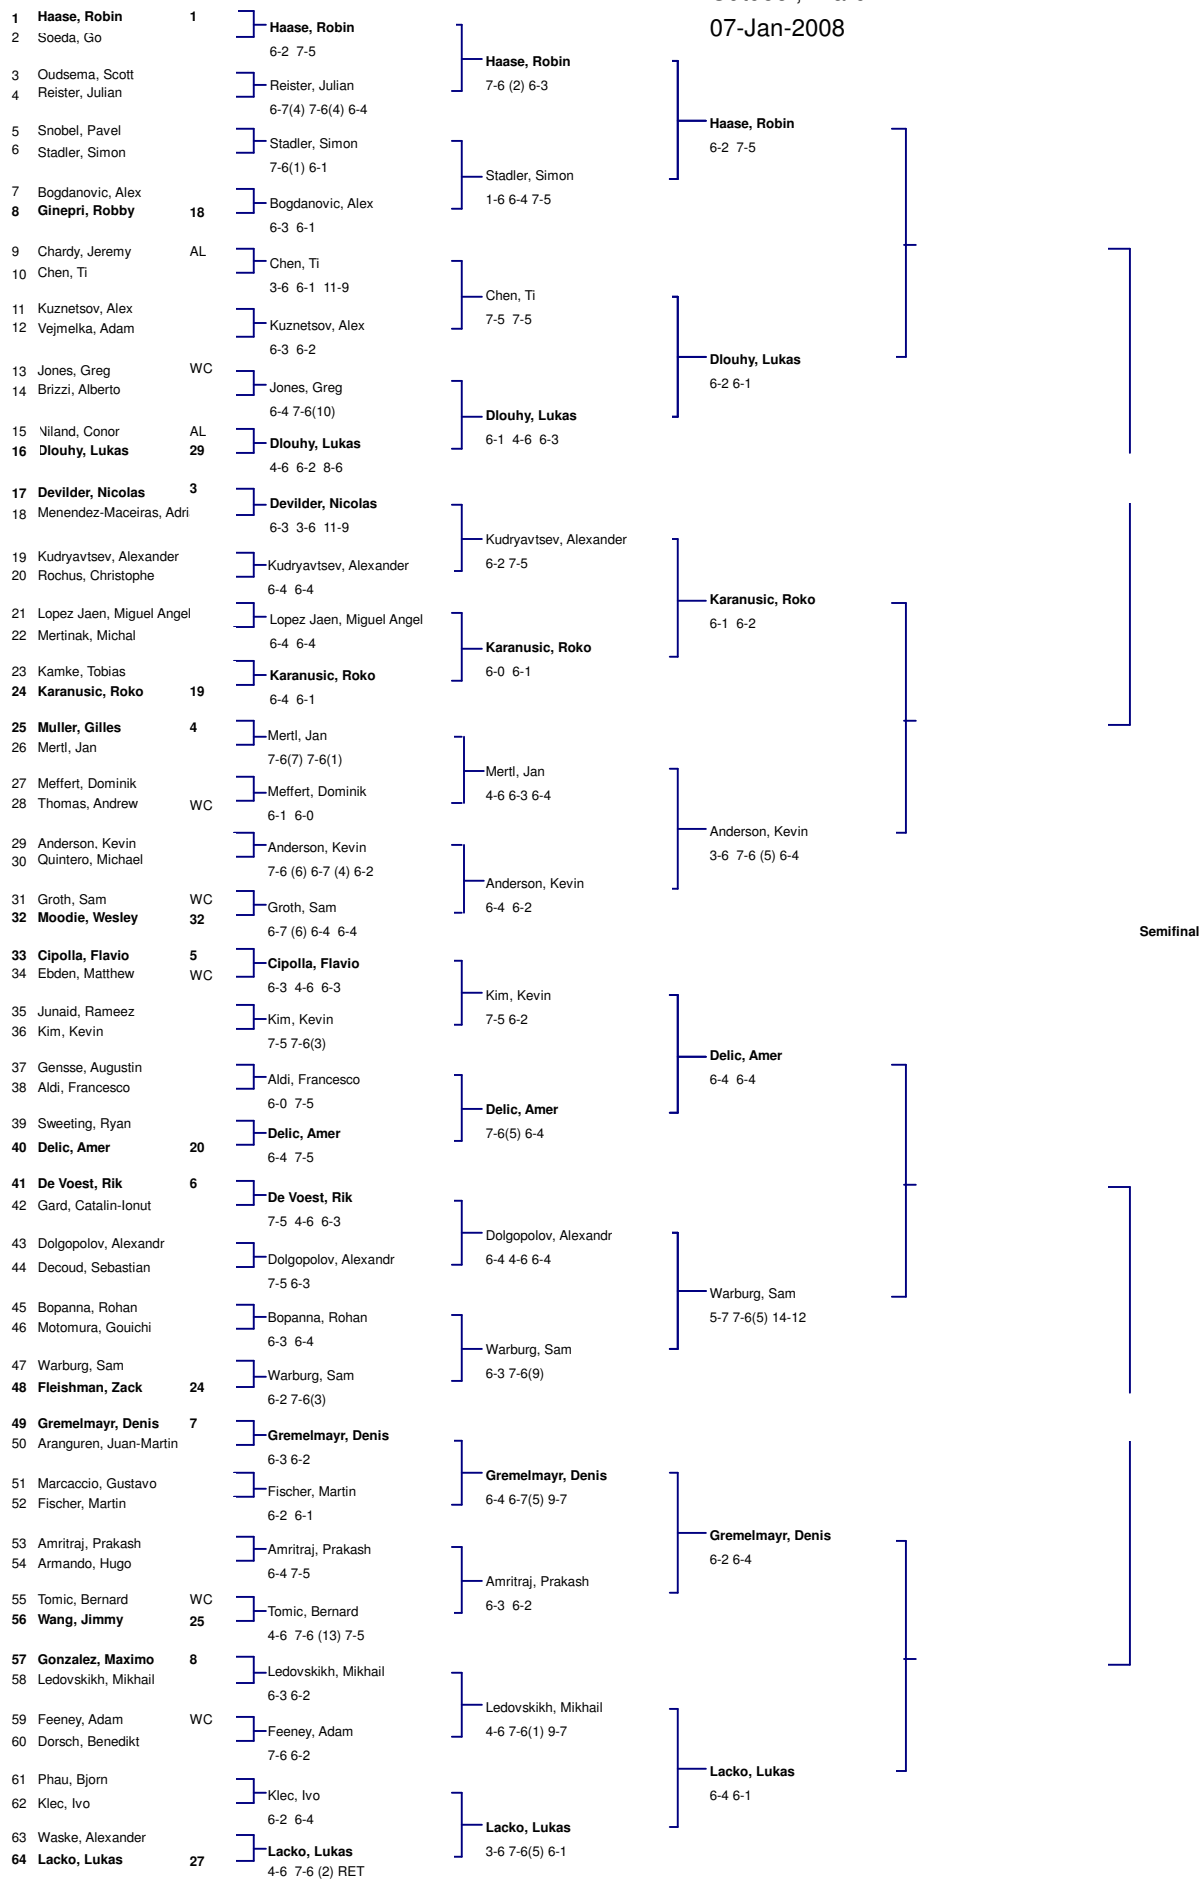 07-Jan-2008
1 Haase, Robin 1
2 Soeda, Go
3 Oudsema, Scott
4 Reister, Julian
5 Snobel, Pavel
6 Stadler, Simon
7 Bogdanovic, Alex
8 Ginepri, Robby 18
9 Chardy, Jeremy AL
10 Chen, Ti
11 Kuznetsov, Alex
12 Vejmelka, Adam
13 Jones, Greg WC
14 Brizzi, Alberto
15 Niland, Conor AL
16 Dlouhy, Lukas 29
17 Devilder, Nicolas 3
18 Menendez-Maceiras, Adri
19 Kudryavtsev, Alexander
20 Rochus, Christophe
21 Lopez Jaen, Miguel Angel
22 Mertinak, Michal
23 Kamke, Tobias
24 Karanusic, Roko 19
25 Muller, Gilles 4
26 Mertl, Jan
27 Meffert, Dominik
28 Thomas, Andrew WC
29 Anderson, Kevin
30 Quintero, Michael
31 Groth, Sam WC
32 Moodie, Wesley 32
33 Cipolla, Flavio 5
34 Ebden, Matthew WC
35 Junaid, Rameez
36 Kim, Kevin
37 Gensse, Augustin
38 Aldi, Francesco
39 Sweeting, Ryan
40 Delic, Amer 20
41 De Voest, Rik 6
42 Gard, Catalin-Ionut
43 Dolgopolov, Alexandr
44 Decoud, Sebastian
45 Bopanna, Rohan
46 Motomura, Gouichi
47 Warburg, Sam
48 Fleishman, Zack 24
49 Gremelmayr, Denis 7
50 Aranguren, Juan-Martin
51 Marcaccio, Gustavo
52 Fischer, Martin
53 Amritraj, Prakash
54 Armando, Hugo
55 Tomic, Bernard WC
56 Wang, Jimmy 25
57 Gonzalez, Maximo 8
58 Ledovskikh, Mikhail
59 Feeney, Adam WC
60 Dorsch, Benedikt
61 Phau, Bjorn
62 Klec, Ivo
63 Waske, Alexander
64 Lacko, Lukas 27
Haase, Robin
6-2 7-5
Reister, Julian
6-7(4) 7-6(4) 6-4
Stadler, Simon
7-6(1) 6-1
Bogdanovic, Alex
6-3 6-1
Chen, Ti
3-6 6-1 11-9
Kuznetsov, Alex
6-3 6-2
Jones, Greg
6-4 7-6(10)
Dlouhy, Lukas
4-6 6-2 8-6
Devilder, Nicolas
6-3 3-6 11-9
Kudryavtsev, Alexander
6-4 6-4
Lopez Jaen, Miguel Angel
6-4 6-4
Karanusic, Roko
6-4 6-1
Mertl, Jan
7-6(7) 7-6(1)
Meffert, Dominik
6-1 6-0
Anderson, Kevin
7-6 (6) 6-7 (4) 6-2
Groth, Sam
6-7 (6) 6-4 6-4
Cipolla, Flavio
6-3 4-6 6-3
Kim, Kevin
7-5 7-6(3)
Aldi, Francesco
6-0 7-5
Delic, Amer
6-4 7-5
De Voest, Rik
7-5 4-6 6-3
Dolgopolov, Alexandr
7-5 6-3
Bopanna, Rohan
6-3 6-4
Warburg, Sam
6-2 7-6(3)
Gremelmayr, Denis
6-3 6-2
Fischer, Martin
6-2 6-1
Amritraj, Prakash
6-4 7-5
Tomic, Bernard
4-6 7-6 (13) 7-5
Ledovskikh, Mikhail
6-3 6-2
Feeney, Adam
7-6 6-2
Klec, Ivo
6-2 6-4
Lacko, Lukas
4-6 7-6 (2) RET
Haase, Robin
7-6 (2) 6-3
Stadler, Simon
1-6 6-4 7-5
Chen, Ti
7-5 7-5
Dlouhy, Lukas
6-1 4-6 6-3
Kudryavtsev, Alexander
6-2 7-5
Karanusic, Roko
6-0 6-1
Mertl, Jan
4-6 6-3 6-4
Anderson, Kevin
6-4 6-2
Kim, Kevin
7-5 6-2
Delic, Amer
7-6(5) 6-4
Dolgopolov, Alexandr
6-4 4-6 6-4
Warburg, Sam
6-3 7-6(9)
Gremelmayr, Denis
6-4 6-7(5) 9-7
Amritraj, Prakash
6-3 6-2
Ledovskikh, Mikhail
4-6 7-6(1) 9-7
Lacko, Lukas
3-6 7-6(5) 6-1
Haase, Robin
6-2 7-5
Dlouhy, Lukas
6-2 6-1
Karanusic, Roko
6-1 6-2
Anderson, Kevin
3-6 7-6 (5) 6-4
Delic, Amer
6-4 6-4
Warburg, Sam
5-7 7-6(5) 14-12
Gremelmayr, Denis
6-2 6-4
Lacko, Lukas
6-4 6-1
Semifinal